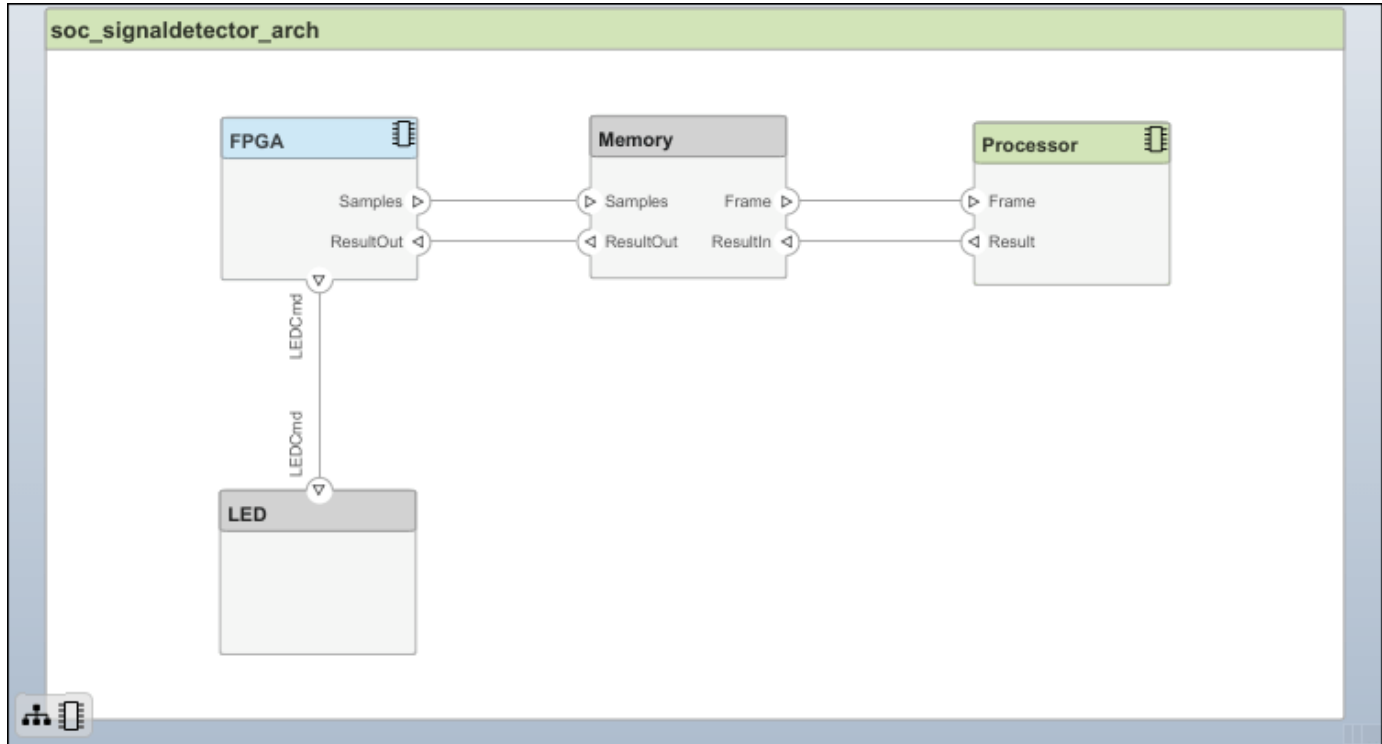 soc_signaldetector_arch
FPGA
Memory
Processor
Samples
Samples
Frame
Frame
ResultOut
ResultOut
ResultIn
Result
LEDCmd
LEDCmd
LED